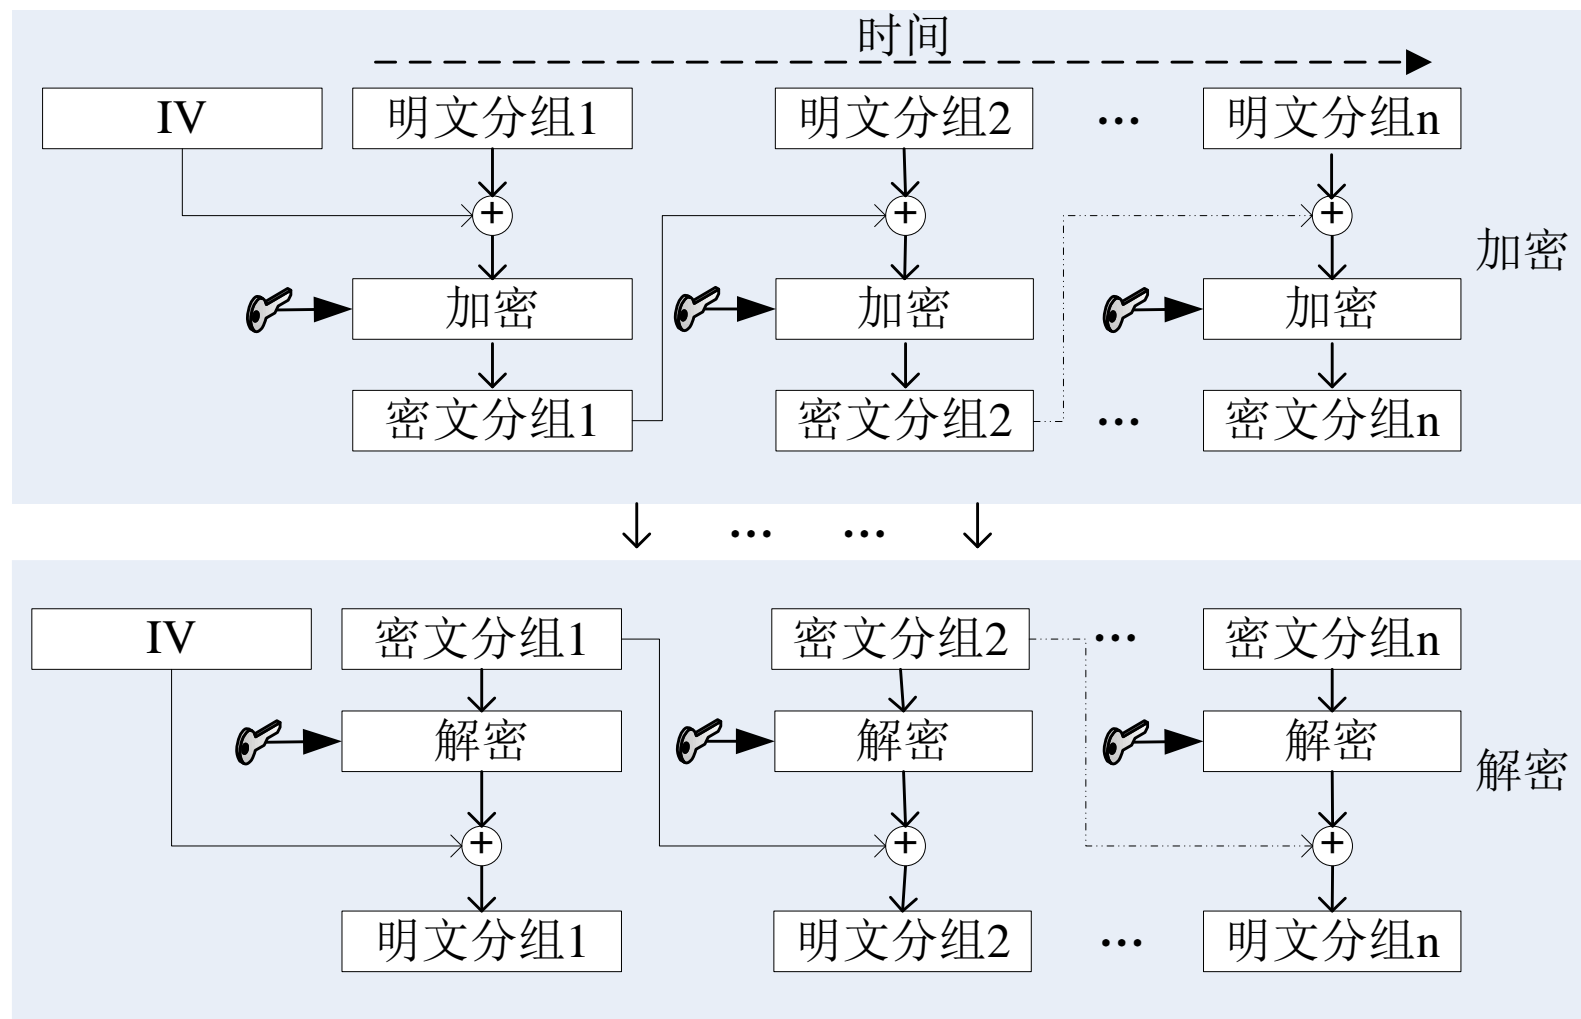 时间
IV 明文分组1 明文分组2 ... 明文分组n
+ + +
加密
加密 加密 加密
密文分组1 密文分组2 ... 密文分组n
... ...
IV 密文分组1 密文分组2 ... 密文分组n
解密 解密 解密
解密
+ + +
明文分组1 明文分组2 ... 明文分组n